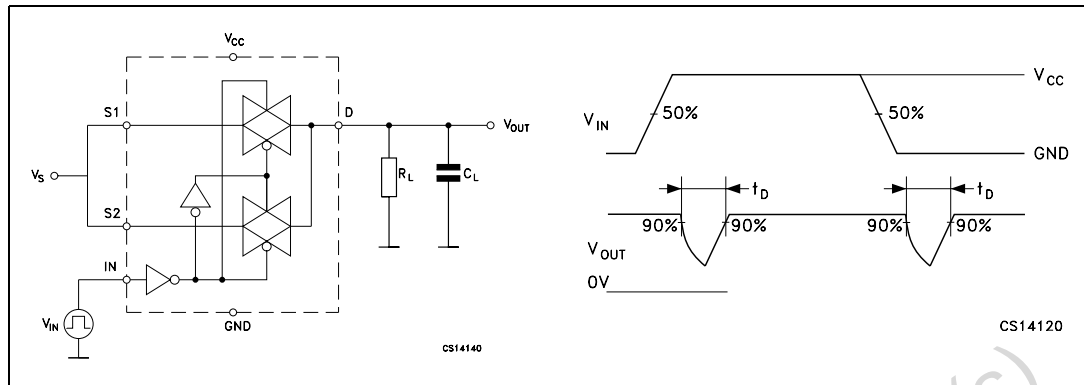 VCC
S1
D
VOUT
VS
RL
CL
S2
IN
VIN
GND
CS14140
VCC
50%
50%
VIN
GND
tD
tD
90%
90%
90%
90%
VOUT
0V
CS14120